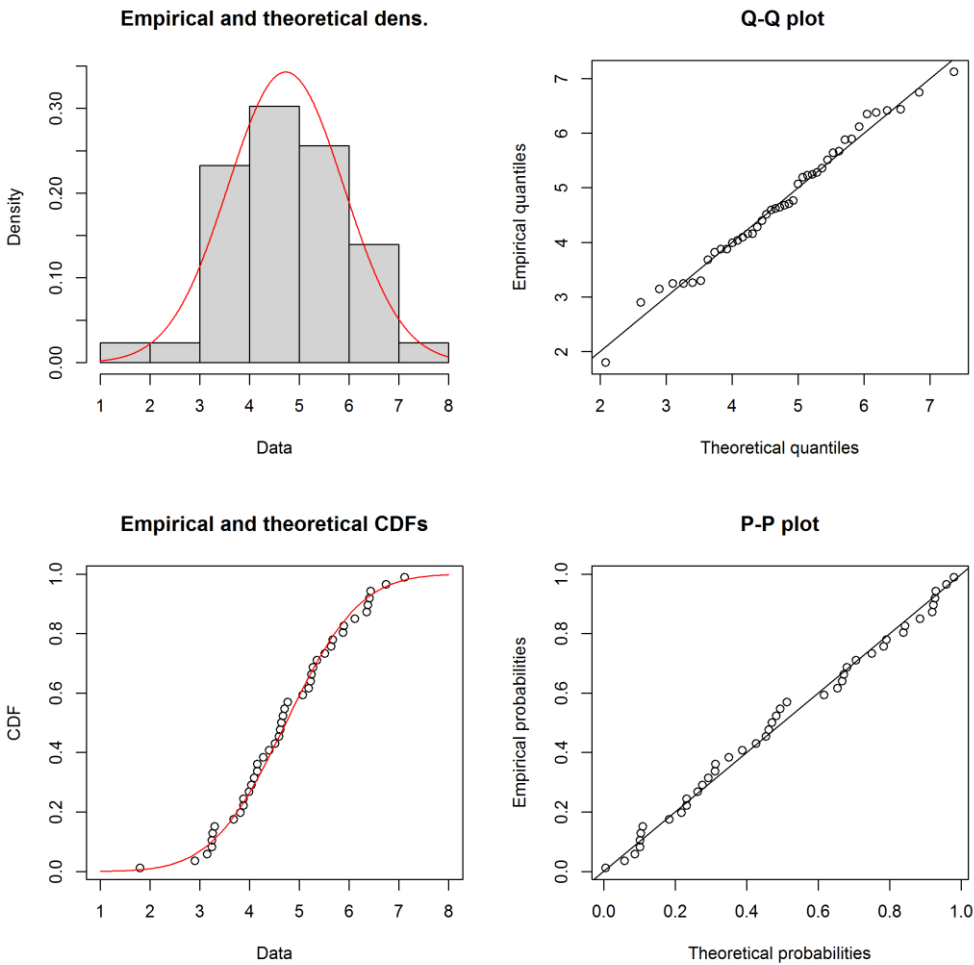 Empirical and theoretical dens.
Density
0.00 0.10 0.20 0.30
1 2 3 4 5 6 7 8
Data
Q-Q plot
Empirical quantiles
2 3 4 5 6 7
2 3 4 5 6 7
Theoretical quantiles
Empirical and theoretical CDFs
CDF
0.0 0.2 0.4 0.6 0.8 1.0
1 2 3 4 5 6 7 8
Data
P-P plot
Empirical probabilities
0.0 0.2 0.4 0.6 0.8 1.0
0.0 0.2 0.4 0.6 0.8 1.0
Theoretical probabilities